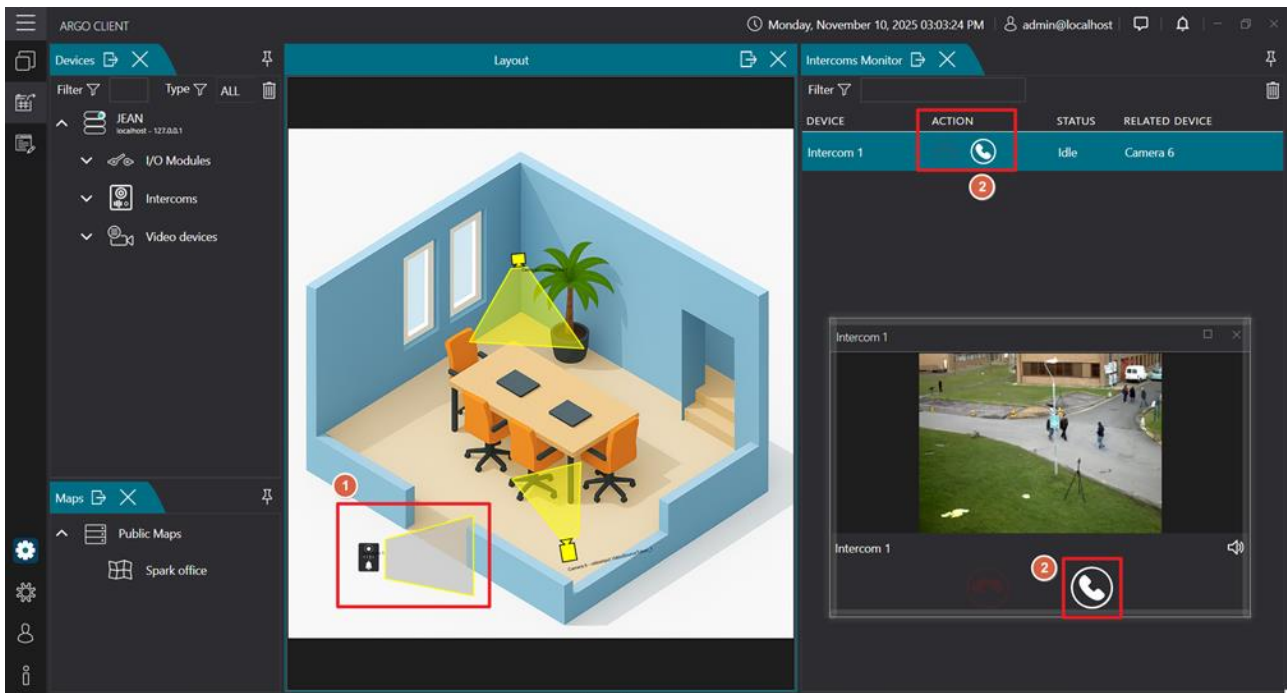 ARGO CLIENT
Monday, November 10, 2025 03:03:24 PM
admin@localhost
Devices
Layout
Intercoms Monitor
Filter
Type
ALL
Filter
JEAN
localhost - 127.0.0.1
DEVICE ACTION STATUS RELATED DEVICE
I/O Modules
Intercom 1 Idle Camera 6
2
Intercoms
Video devices
Intercom 1
1
Maps
Public Maps
Intercom 1
Spark office
2